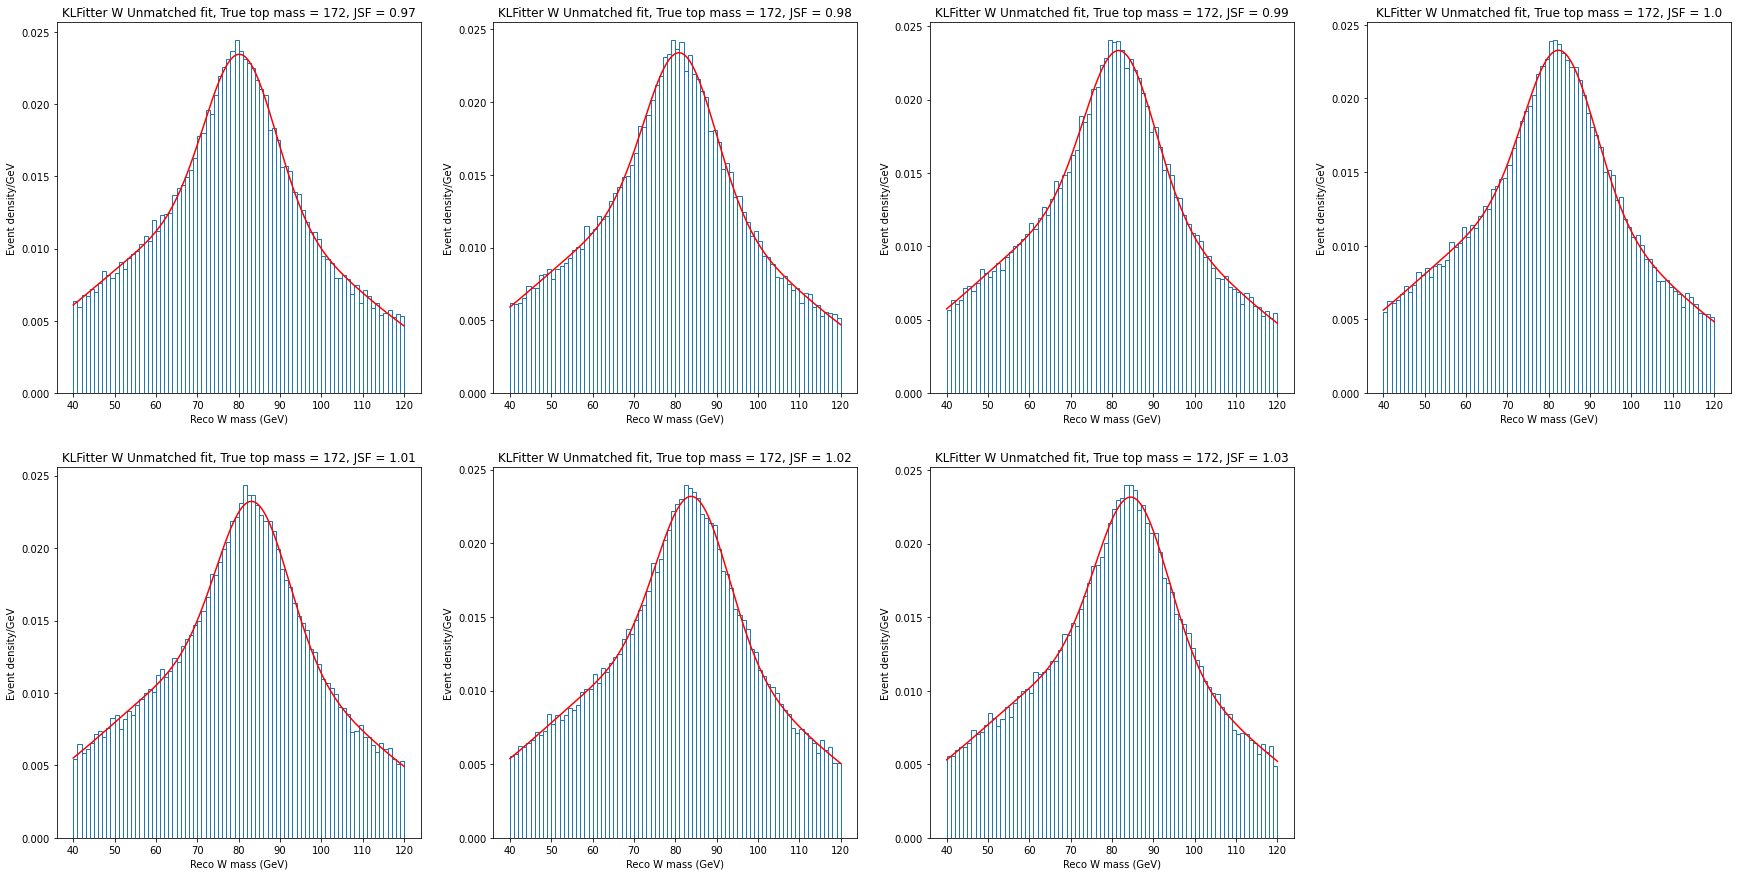 KLFitter W Unmatched fit, True top mass = 172, JSF = 0.97
0.025
0.020
0.015
0.010
0.005
0.000
Event density/GeV
40 50 60 70 80 90 100 110 120
Reco W mass (GeV)
KLFitter W Unmatched fit, True top mass = 172, JSF = 0.98
0.025
0.020
0.015
0.010
0.005
0.000
Event density/GeV
40 50 60 70 80 90 100 110 120
Reco W mass (GeV)
KLFitter W Unmatched fit, True top mass = 172, JSF = 0.99
0.025
0.020
0.015
0.010
0.005
0.000
Event density/GeV
40 50 60 70 80 90 100 110 120
Reco W mass (GeV)
KLFitter W Unmatched fit, True top mass = 172, JSF = 1.0
0.025
0.020
0.015
0.010
0.005
0.000
Event density/GeV
40 50 60 70 80 90 100 110 120
Reco W mass (GeV)
KLFitter W Unmatched fit, True top mass = 172, JSF = 1.01
0.025
0.020
0.015
0.010
0.005
0.000
Event density/GeV
40 50 60 70 80 90 100 110 120
Reco W mass (GeV)
KLFitter W Unmatched fit, True top mass = 172, JSF = 1.02
0.025
0.020
0.015
0.010
0.005
0.000
Event density/GeV
40 50 60 70 80 90 100 110 120
Reco W mass (GeV)
KLFitter W Unmatched fit, True top mass = 172, JSF = 1.03
0.025
0.020
0.015
0.010
0.005
0.000
Event density/GeV
40 50 60 70 80 90 100 110 120
Reco W mass (GeV)